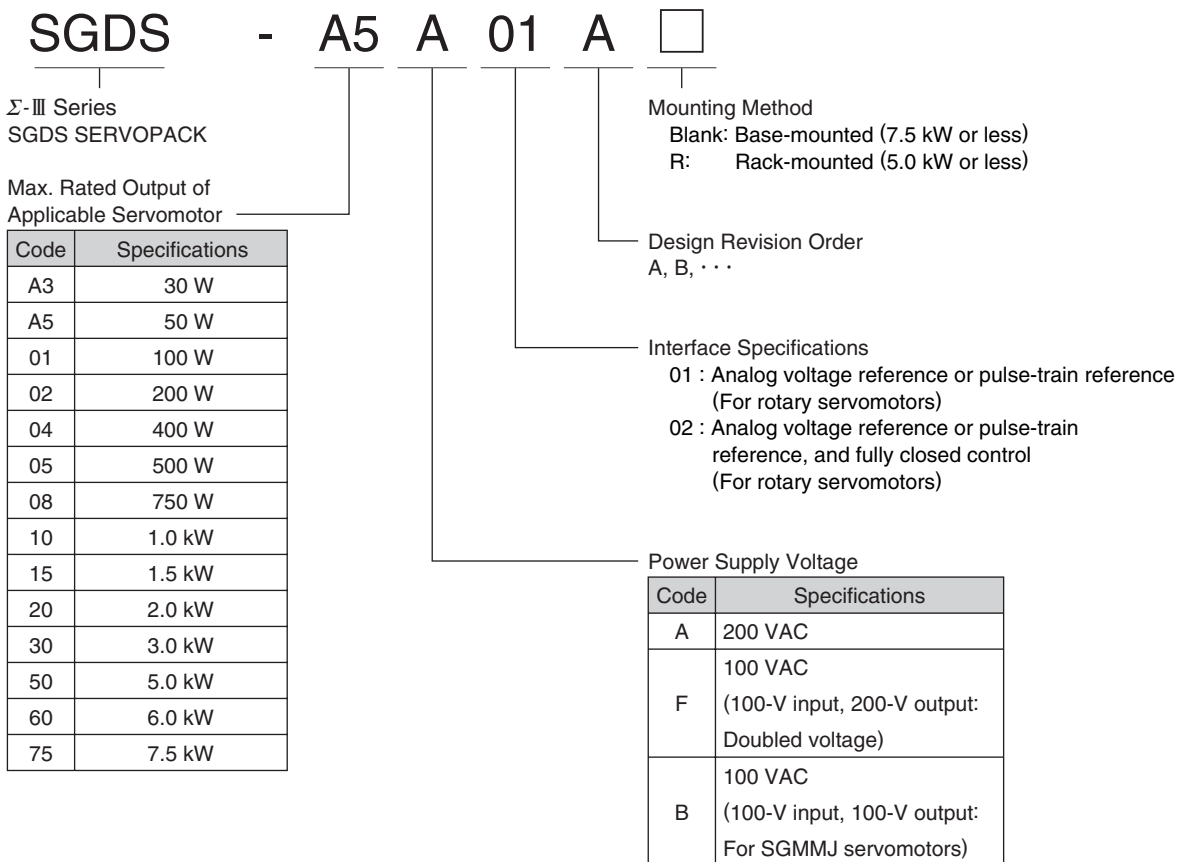 SGDS - A5 A 01 A
Σ-Ⅲ Series
SGDS SERVOPACK
Max. Rated Output of
Applicable Servomotor
Code Specifications
A3 30 W
A5 50 W
01 100 W
02 200 W
04 400 W
05 500 W
08 750 W
10 1.0 kW
15 1.5 kW
20 2.0 kW
30 3.0 kW
50 5.0 kW
60 6.0 kW
75 7.5 kW
Mounting Method
Blank: Base-mounted (7.5 kW or less)
R: Rack-mounted (5.0 kW or less)
Design Revision Order
A, B, ・・・
Interface Specifications
01 : Analog voltage reference or pulse-train reference
(For rotary servomotors)
02 : Analog voltage reference or pulse-train
reference, and fully closed control
(For rotary servomotors)
Power Supply Voltage
Code Specifications
A 200 VAC
F 100 VAC
(100-V input, 200-V output:
Doubled voltage)
B 100 VAC
(100-V input, 100-V output:
For SGMMJ servomotors)